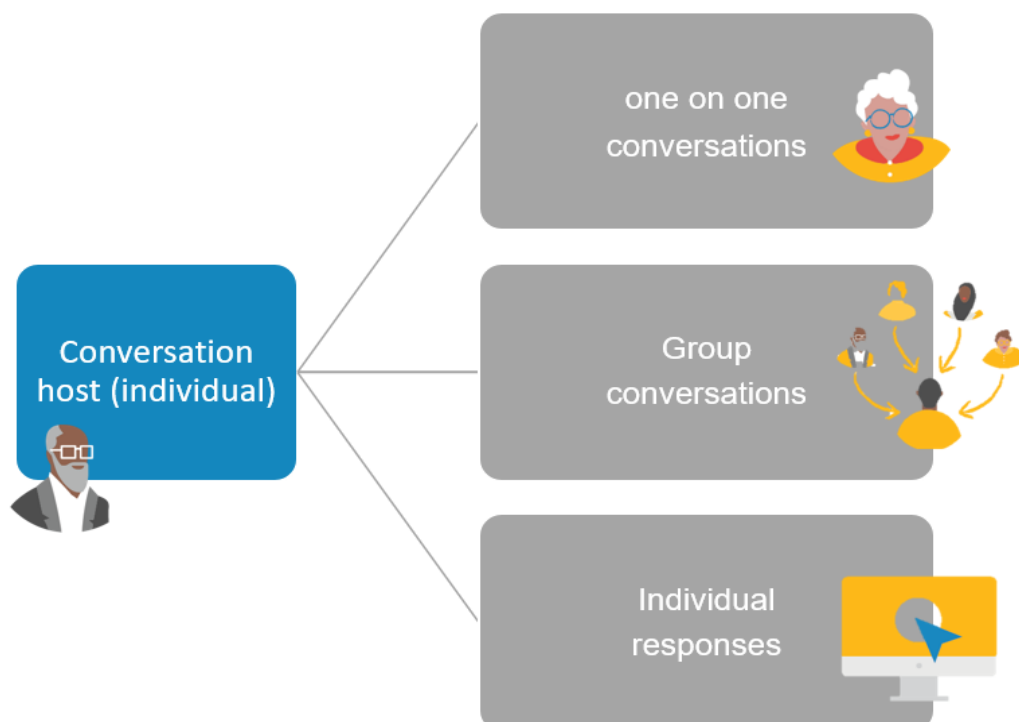 one on one
conversations
Conversation
host (individual)
Group
conversations
Individual
responses